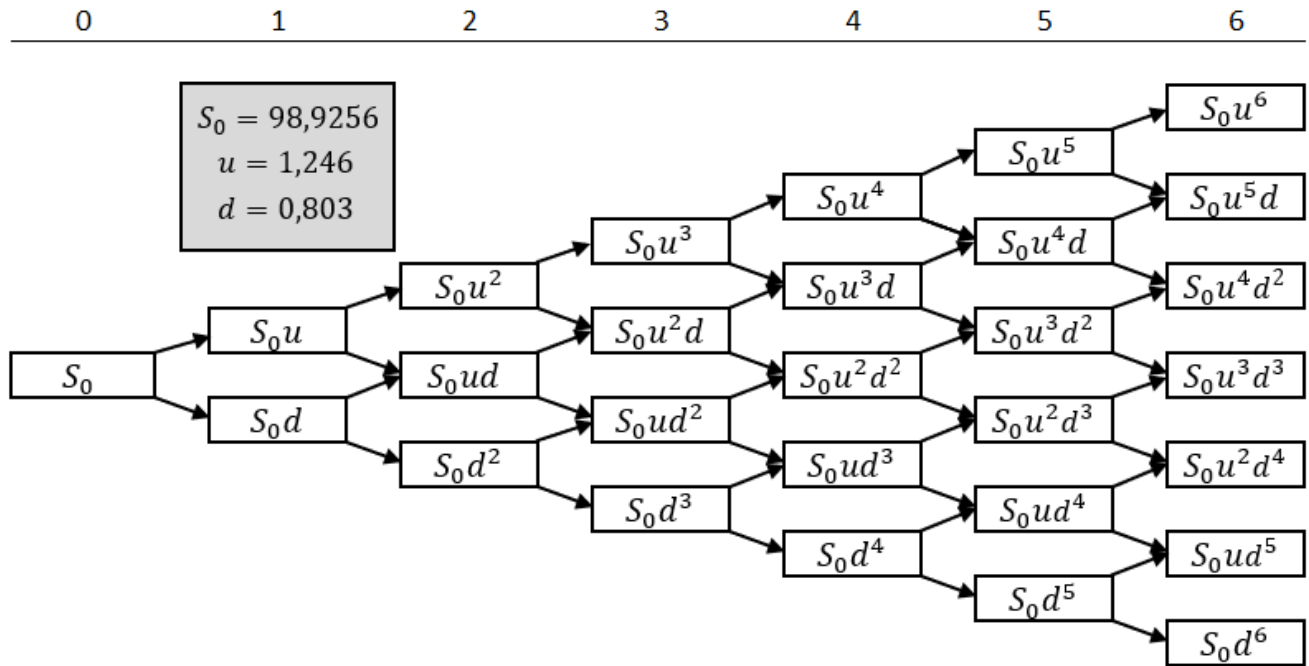 0 1 2 3 4 5 6
S₀ = 98,9256
u = 1,246
d = 0,803
S₀u⁶
S₀u⁵
S₀u⁴ S₀u⁵d
S₀u³ S₀u⁴d
S₀u² S₀u³d S₀u⁴d²
S₀u S₀u²d S₀u³d²
S₀ S₀ud S₀u²d² S₀u³d³
S₀d S₀ud² S₀u²d³
S₀d² S₀ud³ S₀u²d⁴
S₀d³ S₀ud⁴
S₀d⁴ S₀ud⁵
S₀d⁵
S₀d⁶